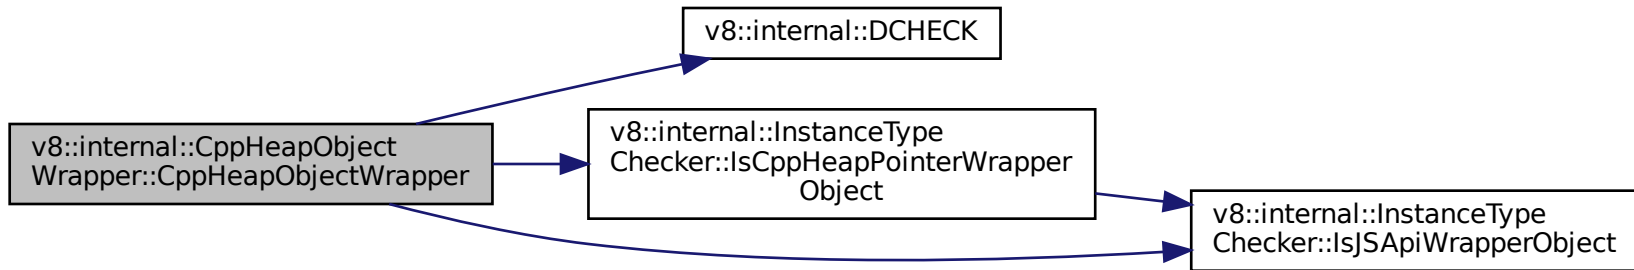 v8::internal::DCHECK
v8::internal::CppHeapObject
Wrapper::CppHeapObjectWrapper
v8::internal::InstanceType
Checker::IsCppHeapPointerWrapper
Object
v8::internal::InstanceType
Checker::IsJSApiWrapperObject